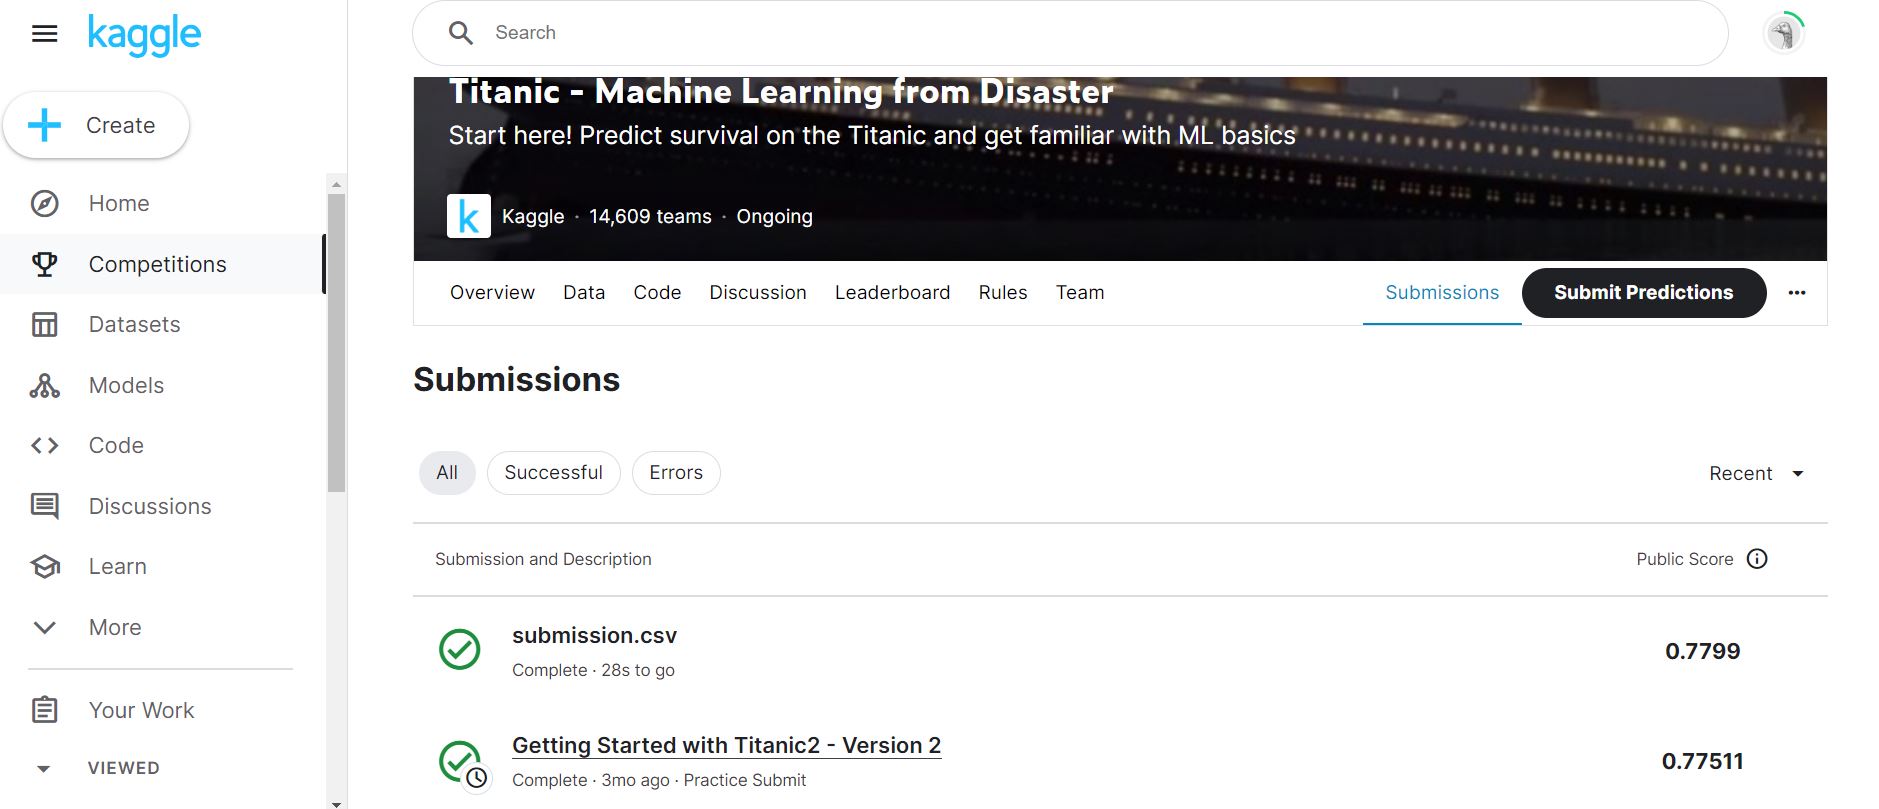 kaggle
Search
Create
Home
Competitions
Datasets
Models
Code
Discussions
Learn
More
Your Work
VIEWED
Titanic - Machine Learning from Disaster
Start here! Predict survival on the Titanic and get familiar with ML basics
k
Kaggle · 14,609 teams · Ongoing
Overview Data Code Discussion Leaderboard Rules Team Submissions Submit Predictions ...
Submissions
All Successful Errors Recent
Submission and Description Public Score
submission.csv
Complete · 28s to go
0.7799
Getting Started with Titanic2 - Version 2
Complete · 3mo ago · Practice Submit
0.77511